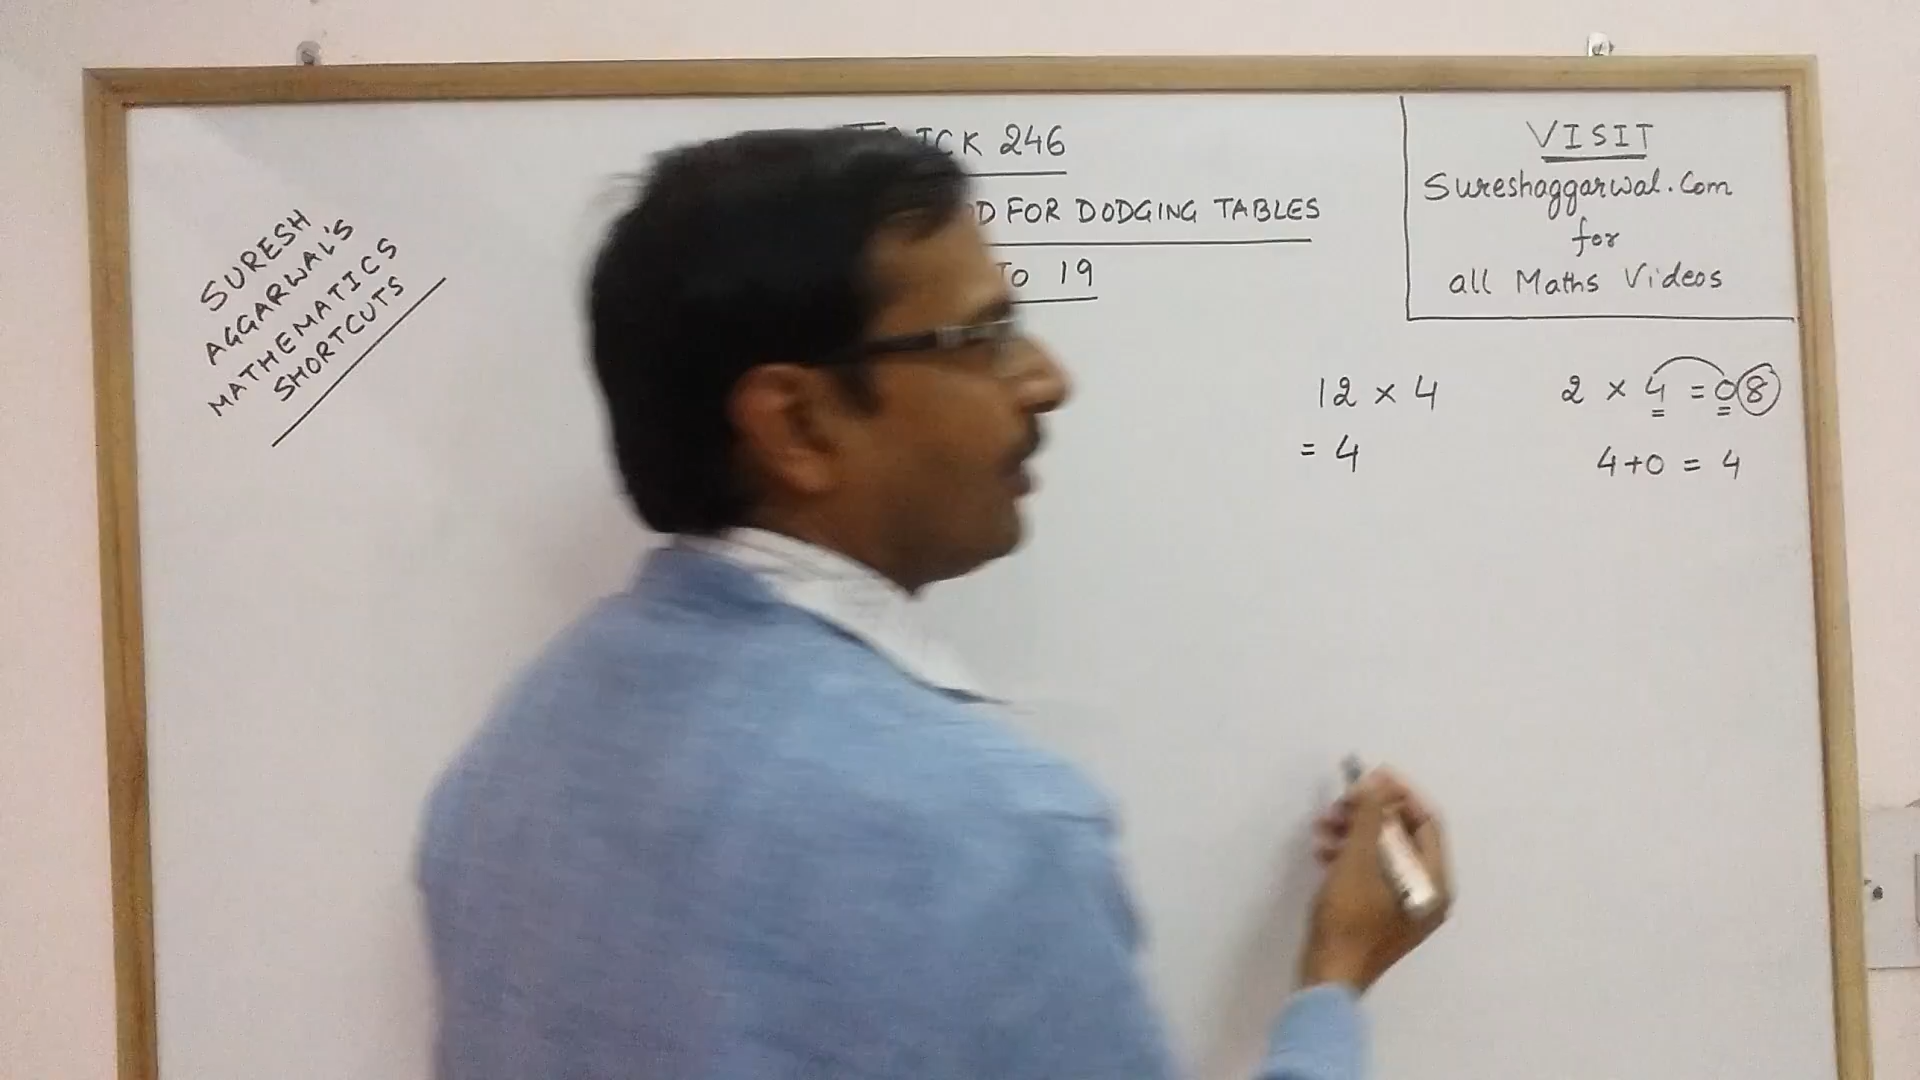 SURESH
AGGARWAL'S
MATHEMATICS
SHORTCUTS
ICK 246
D FOR DODGING TABLES
TO 19
VISIT
Sureshaggarwal.Com
for
all Maths Videos
12 × 4
= 4
2 × 4 = 08
4+0 = 4